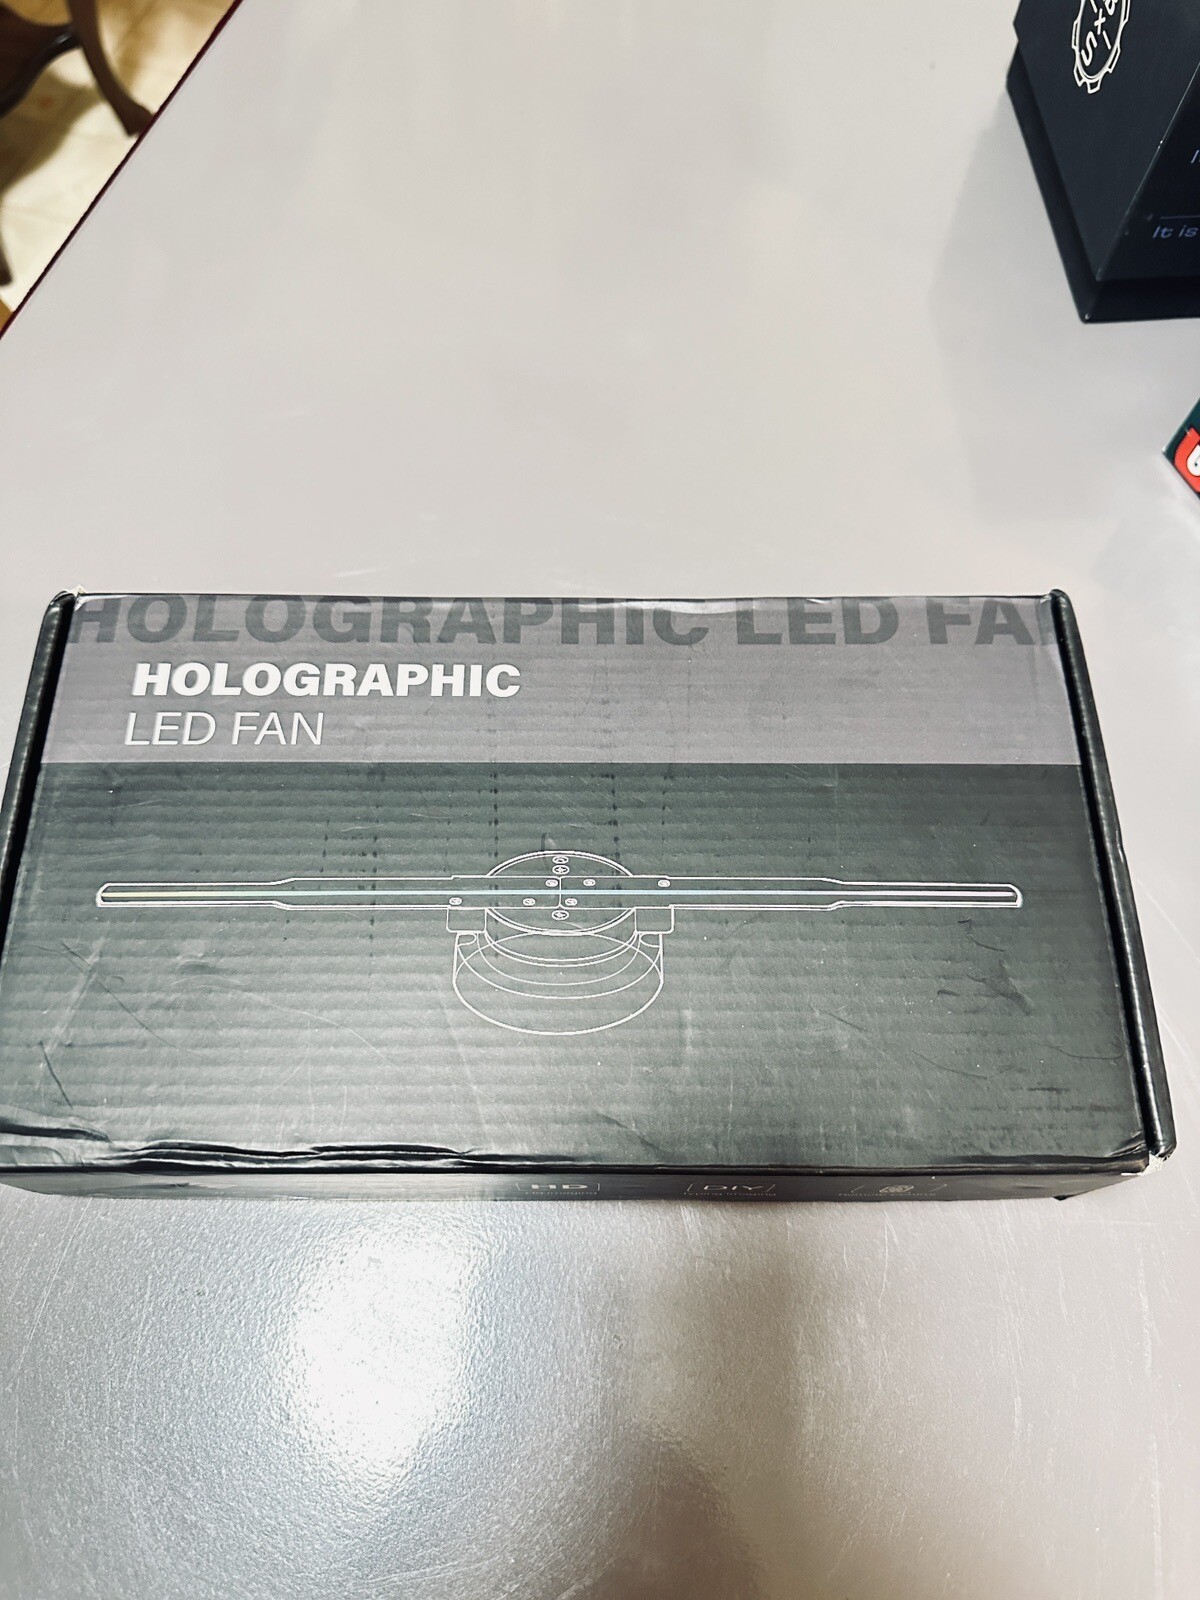 It is
HOLOGRAPHIC LED FA
HOLOGRAPHIC
LED FAN
HD
DIY